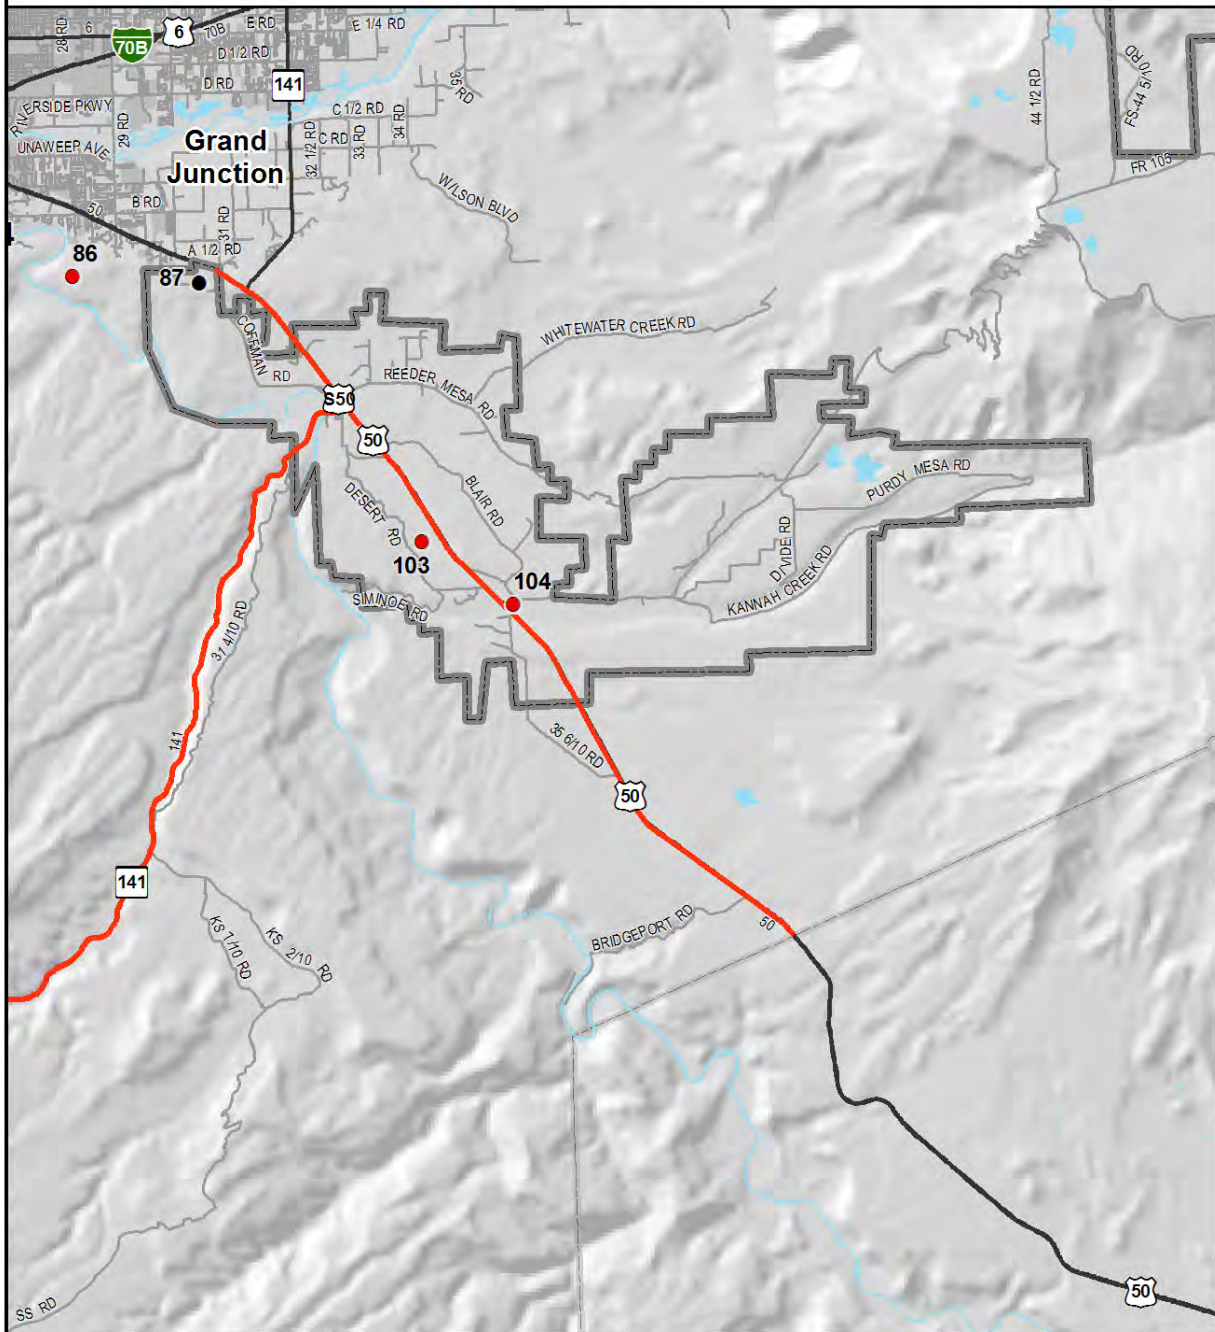 28 RD
6
70B
6
E RD
E 1/4 RD
70B
D 1/2 RD
D RD
141
35 RD
RIVERSIDE PKWY
C 1/2 RD
29 RD
UNAWEEP AVE
Grand
Junction
C RD
32 1/2 RD
33 RD
34 RD
44 1/2 RD
FS-44 5/10 RD
FR 105
WILSON BLVD
B RD
50
31 RD
A 1/2 RD
86
87
COFFMAN
RD
WHITEWATER CREEK RD
REEDER MESA RD
S50
50
BLAIR RD
DESERT RD
PURDY MESA RD
DIVIDE RD
KANNAH CREEK RD
103
104
SIMINOE RD
31 4/10 RD
141
35 6/10 RD
50
141
KS 7/10 RD
KS 2/10 RD
BRIDGEPORT RD
50
50
SS RD